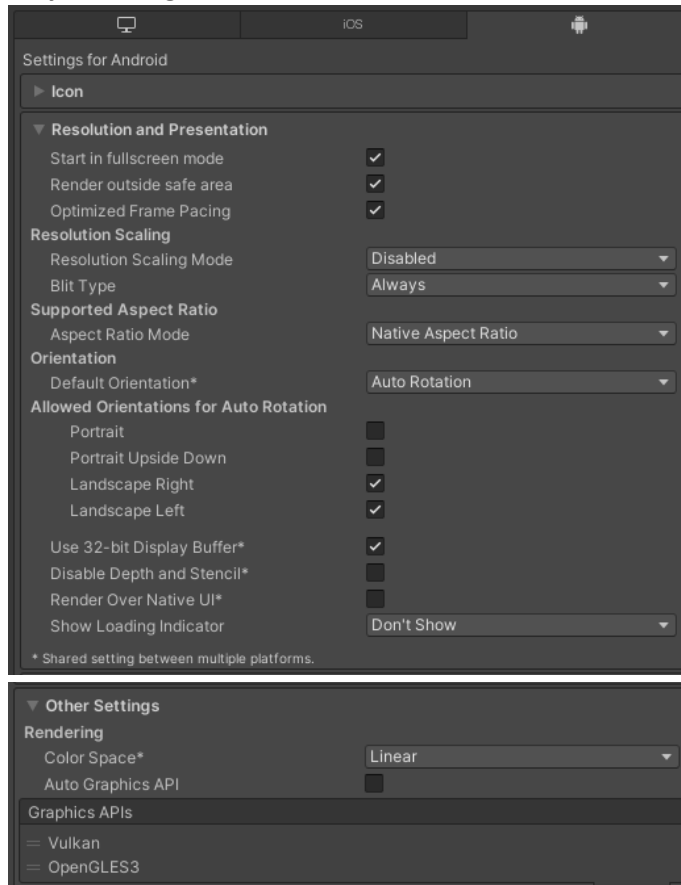 iOS
Settings for Android
Icon
Resolution and Presentation
Start in fullscreen mode
Render outside safe area
Optimized Frame Pacing
Resolution Scaling
Resolution Scaling Mode Disabled
Blit Type Always
Supported Aspect Ratio
Aspect Ratio Mode Native Aspect Ratio
Orientation
Default Orientation* Auto Rotation
Allowed Orientations for Auto Rotation
Portrait
Portrait Upside Down
Landscape Right
Landscape Left
Use 32-bit Display Buffer*
Disable Depth and Stencil*
Render Over Native UI*
Show Loading Indicator Don't Show
* Shared setting between multiple platforms.
Other Settings
Rendering
Color Space* Linear
Auto Graphics API
Graphics APIs
Vulkan
OpenGLES3